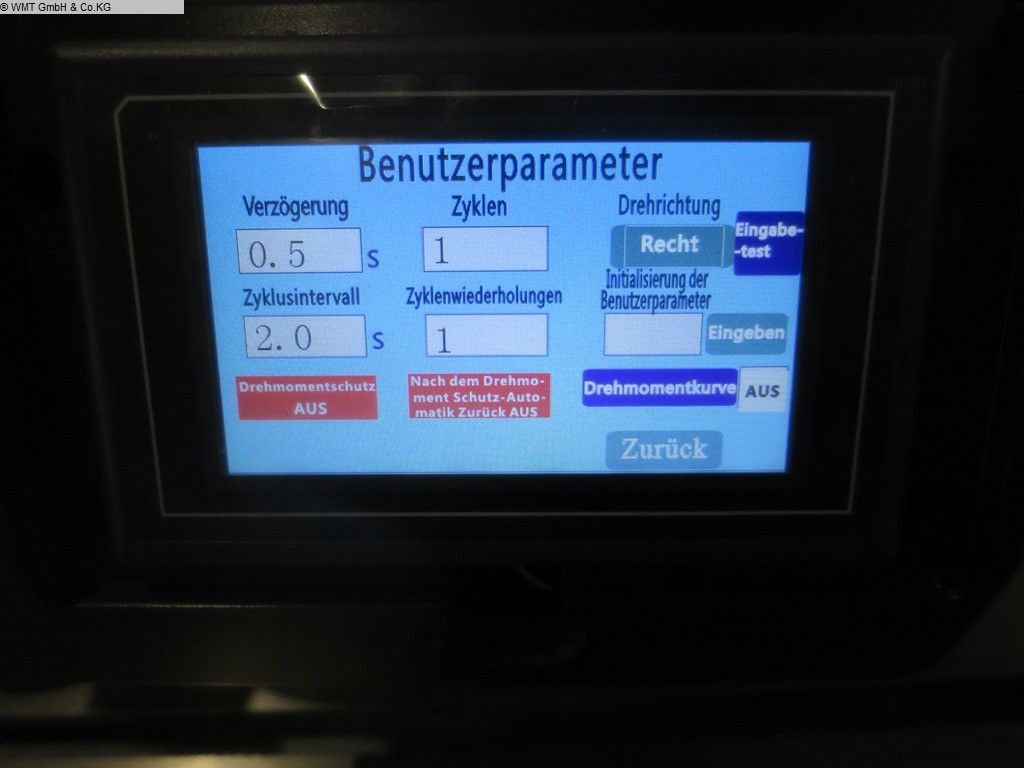 © WMT GmbH & Co.KG
Benutzerparameter
Verzögerung
Zyklen
Drehrichtung
0.5 s
1
Recht
Eingabe-
-test
Zyklusintervall
Zyklenwiederholungen
Initialisierung der
Benutzerparameter
2.0 s
1
Eingeben
Drehmomentschutz
AUS
Nach dem Drehmo-
ment Schutz-Auto-
matik Zurück AUS
Drehmomentkurve
AUS
Zurück